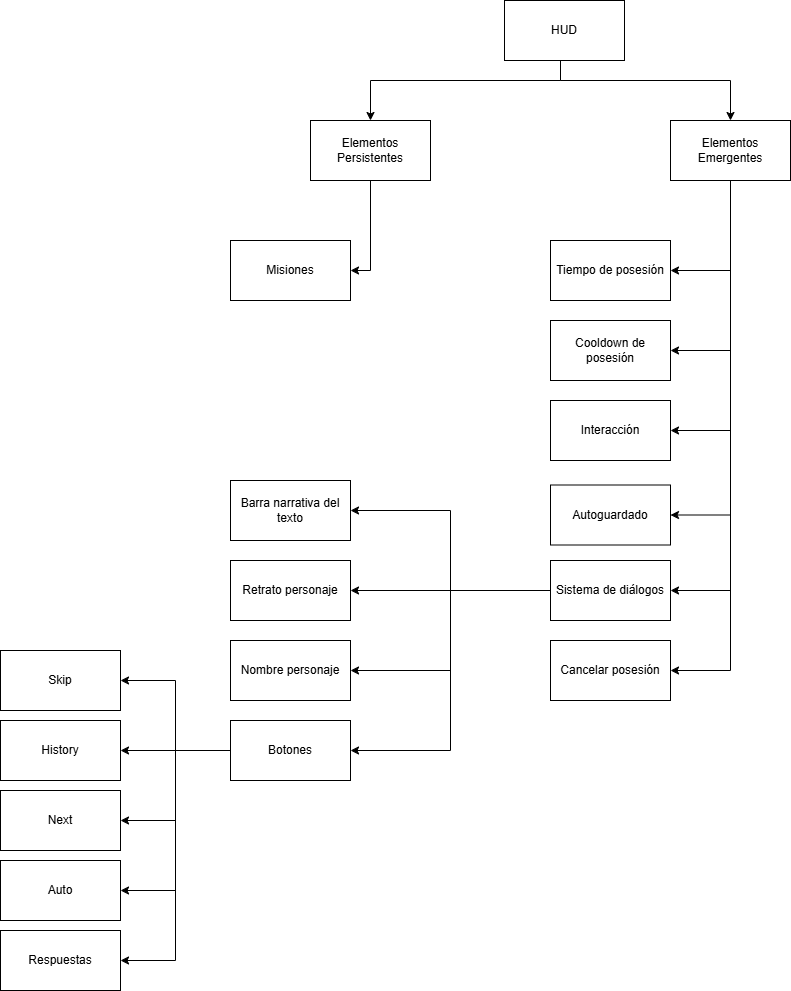 HUD
Elementos
Persistentes
Elementos
Emergentes
Misiones
Tiempo de posesión
Cooldown de
posesión
Interacción
Barra narrativa del
texto
Autoguardado
Retrato personaje
Sistema de diálogos
Nombre personaje
Cancelar posesión
Skip
History
Botones
Next
Auto
Respuestas